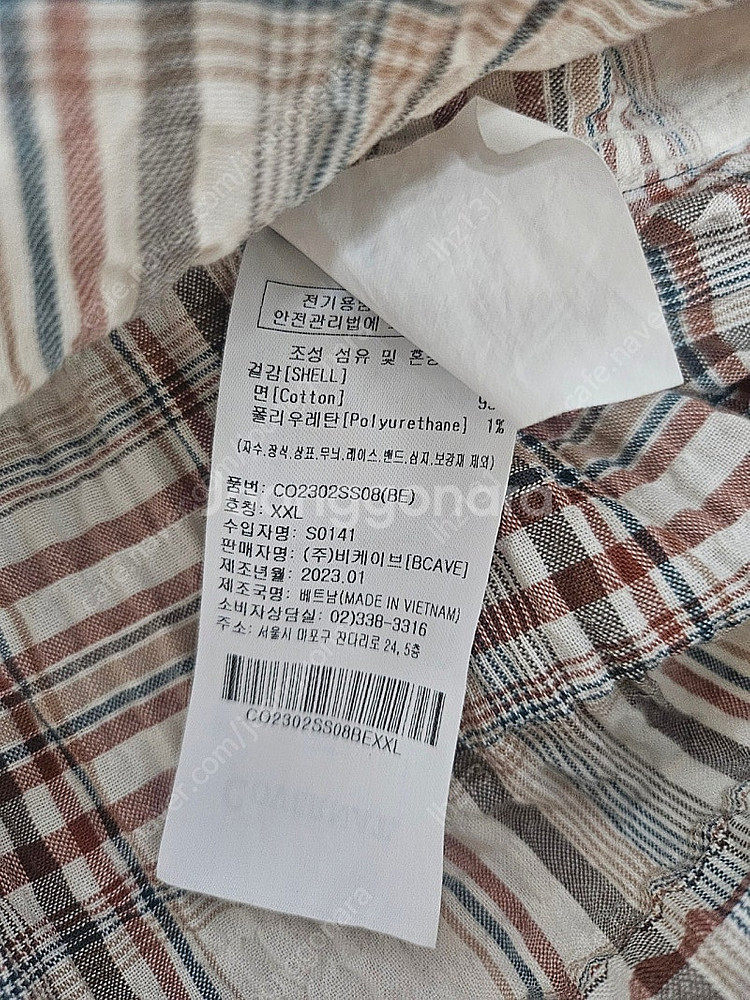 전기용
안전관리법에
조성 섬유 및 혼
겉감[SHELL]
면[Cotton]
폴리우레탄[Polyurethane] 1%
(자수.장식.상표.무늬.레이스.밴드.심지.보강재 제외)
품번: CO2302SS08(BE)
호칭: XXL
수입자명: S0141
판매자명: (주)비케이브[BCAVE]
제조년월: 2023.01
제조국명: 베트남(MADE IN VIETNAM)
소비자상담실: 02)338-3316
주소: 서울시 마포구 잔다리로 24, 5층
CO2302SS08BEXXL
joonggonara
lhz131